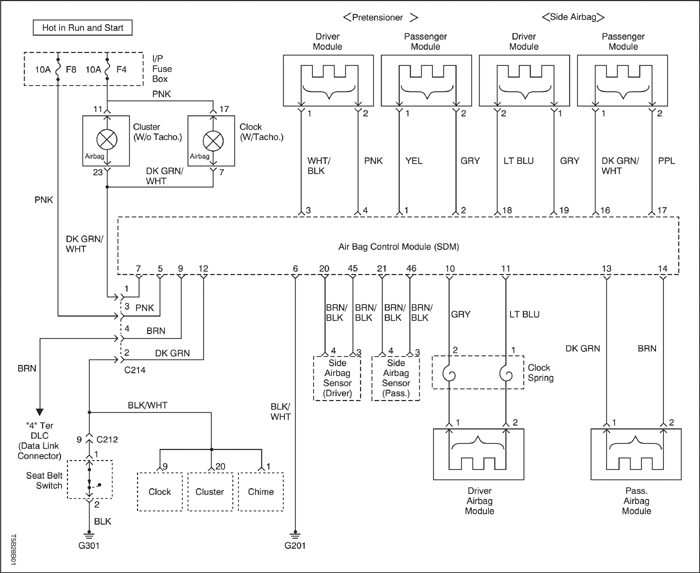 <Pretensioner>
<Side Airbag>
Hot in Run and Start
Driver
Module
Passenger
Module
Driver
Module
Passenger
Module
I/P
Fuse
Box
10A F8 10A F4
PNK
1 2 1 2 2 1 1 2
11 17
Cluster
(W/o Tacho.)
Clock
(W/Tacho.)
Airbag
Airbag
23 7
DK GRN/
WHT
WHT/
BLK
PNK
YEL
GRY
LT BLU
GRY
DK GRN/
WHT
PPL
PNK
3 4 1 2 18 19 16 17
DK GRN/
WHT
Air Bag Control Module (SDM)
7 5 9 12 6 20 45 21 46 10 11 13 14
1
3 PNK
4 BRN
2 DK GRN
C214
BRN/
BLK
BRN/
BLK
BRN/
BLK
BRN/
BLK
GRY
LT BLU
DK GRN
BRN
4 3 4 3
2 1
Side
Airbag
Sensor
(Driver)
Side
Airbag
Sensor
(Pass.)
Clock
Spring
BRN
BLK/WHT
BLK/
WHT
"4" Ter
DLC
(Data Link
Connector)
1 2 1 2
9 C212
1
Seat Belt
Switch
2
BLK
G301
9 20 1
Clock
Cluster
Chime
G201
Driver
Airbag
Module
Pass.
Airbag
Module
T5B28B01